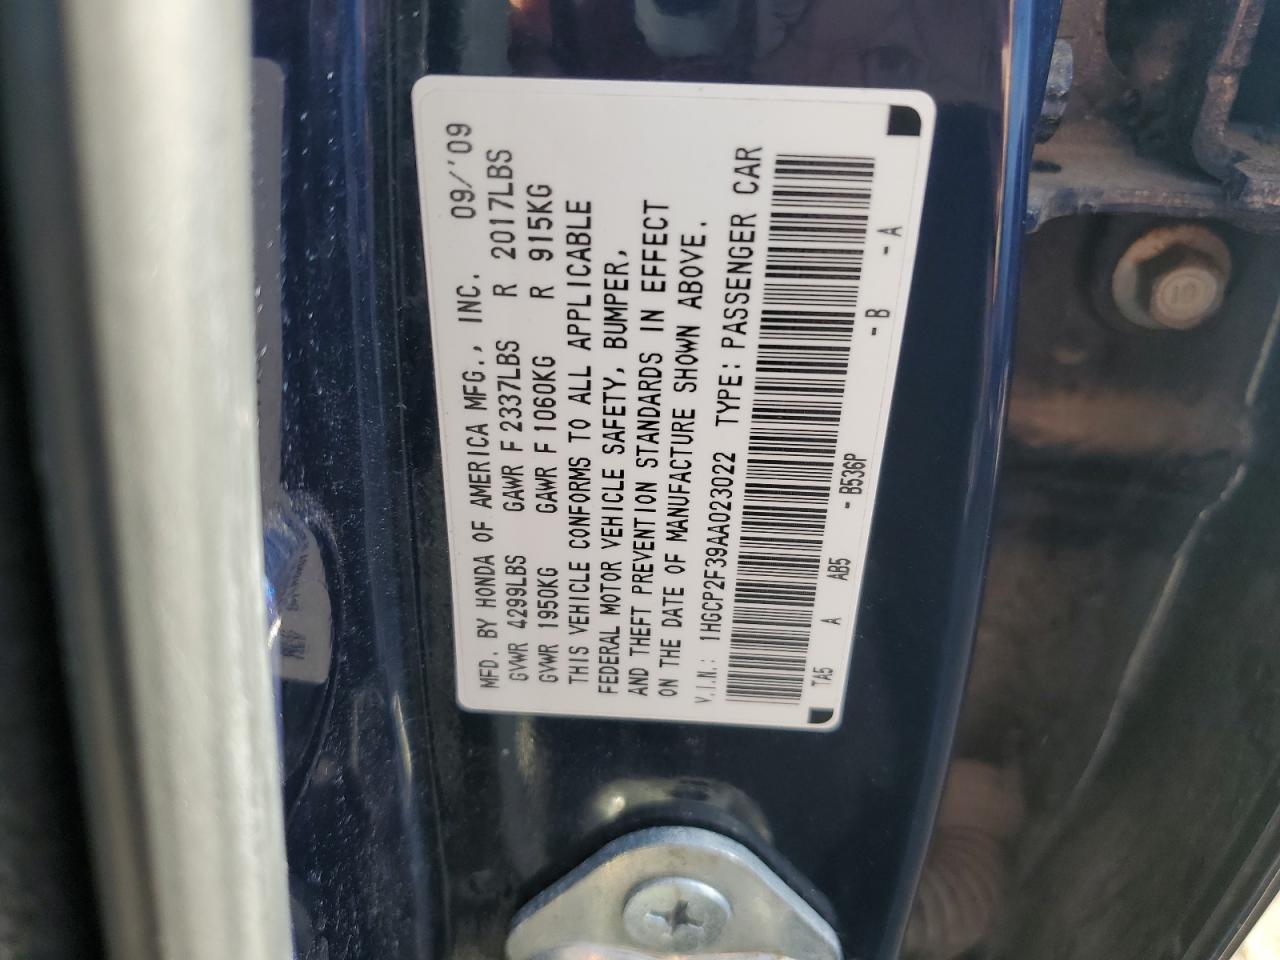 MFD. BY HONDA OF AMERICA MFG., INC. 09/'09
GVWR 4299LBS GAWR F 2337LBS R 2017LBS
GVWR 1950KG GAWR F 1060KG R 915KG
THIS VEHICLE CONFORMS TO ALL APPLICABLE
FEDERAL MOTOR VEHICLE SAFETY, BUMPER,
AND THEFT PREVENTION STANDARDS IN EFFECT
ON THE DATE OF MANUFACTURE SHOWN ABOVE.
V.I.N.: 1HGCP2F39AA023022 TYPE: PASSENGER CAR
TA5 A AB5 - B536P - B - A